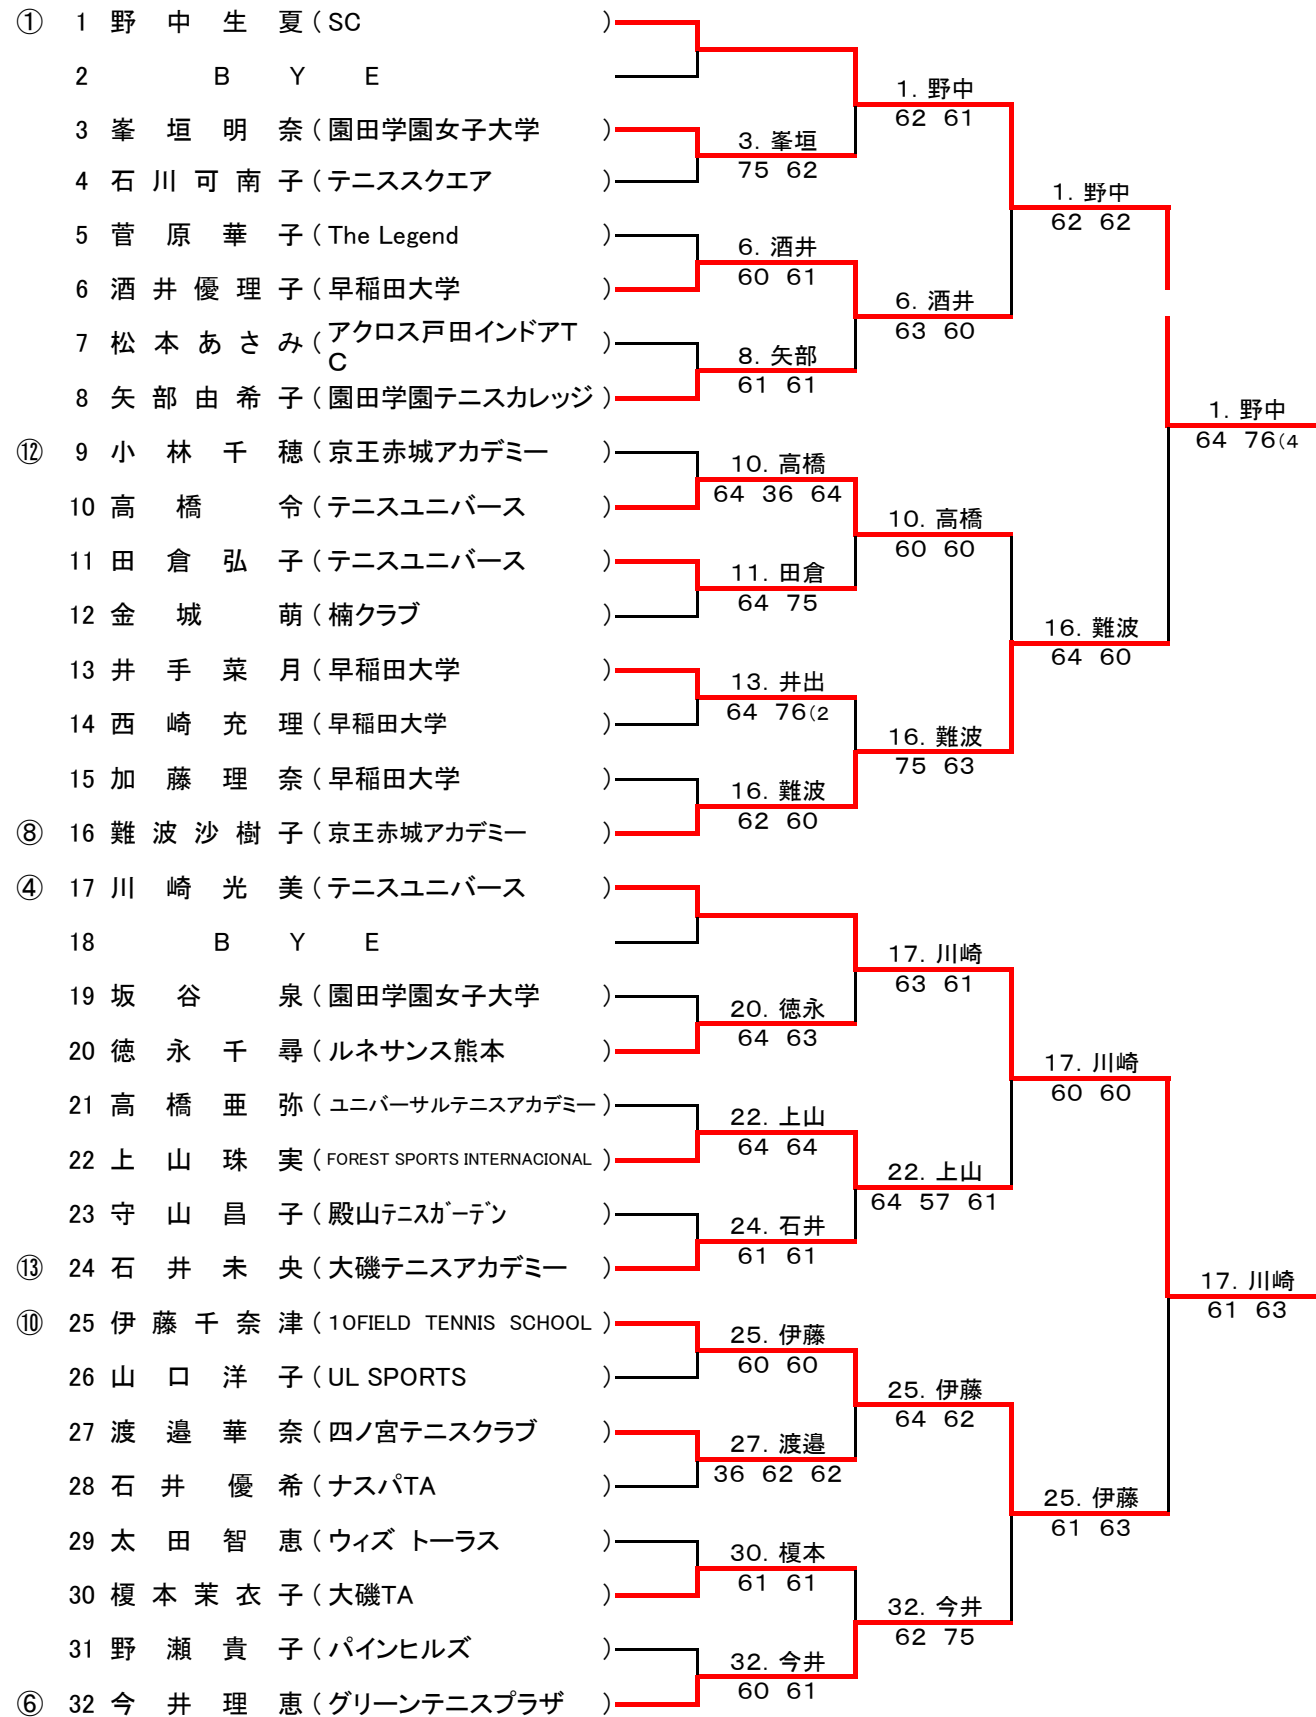 ① 1 野中生夏 ( SC )
2 BYE
1. 野中
62 61
3 峯垣明奈 ( 園田学園女子大学 )
3. 峯垣
75 62
4 石川可南子 ( テニススクエア )
1. 野中
62 62
5 菅原華子 ( The Legend )
6. 酒井
60 61
6 酒井優理子 ( 早稲田大学 )
6. 酒井
63 60
7 松本あさみ ( アクロス戸田インドアT
C )
8. 矢部
61 61
8 矢部由希子 ( 園田学園テニスカレッジ )
1. 野中
64 76(4
⑫ 9 小林千穂 ( 京王赤城アカデミー )
10. 高橋
64 36 64
10 高橋令 ( テニスユニバース )
10. 高橋
60 60
11 田倉弘子 ( テニスユニバース )
11. 田倉
64 75
12 金城萌 ( 楠クラブ )
16. 難波
64 60
13 井手菜月 ( 早稲田大学 )
13. 井出
64 76(2
14 西崎充理 ( 早稲田大学 )
16. 難波
75 63
15 加藤理奈 ( 早稲田大学 )
16. 難波
62 60
⑧ 16 難波沙樹子 ( 京王赤城アカデミー )
④ 17 川崎光美 ( テニスユニバース )
18 BYE
17. 川崎
63 61
19 坂谷泉 ( 園田学園女子大学 )
20. 徳永
64 63
20 徳永千尋 ( ルネサンス熊本 )
17. 川崎
60 60
21 高橋亜弥 ( ユニバーサルテニスアカデミー )
22. 上山
64 64
22 上山珠実 ( FOREST SPORTS INTERNACIONAL )
22. 上山
64 57 61
23 守山昌子 ( 殿山テニスガーデン )
24. 石井
61 61
⑬ 24 石井未央 ( 大磯テニスアカデミー )
17. 川崎
61 63
⑩ 25 伊藤千奈津 ( 10FIELD TENNIS SCHOOL )
25. 伊藤
60 60
26 山口洋子 ( UL SPORTS )
25. 伊藤
64 62
27 渡邉華奈 ( 四ノ宮テニスクラブ )
27. 渡邉
36 62 62
28 石井優希 ( ナスパTA )
25. 伊藤
61 63
29 太田智恵 ( ウィズ トーラス )
30. 榎本
61 61
30 榎本茉衣子 ( 大磯TA )
32. 今井
62 75
31 野瀬貴子 ( パインヒルズ )
32. 今井
60 61
⑥ 32 今井理恵 ( グリーンテニスプラザ )